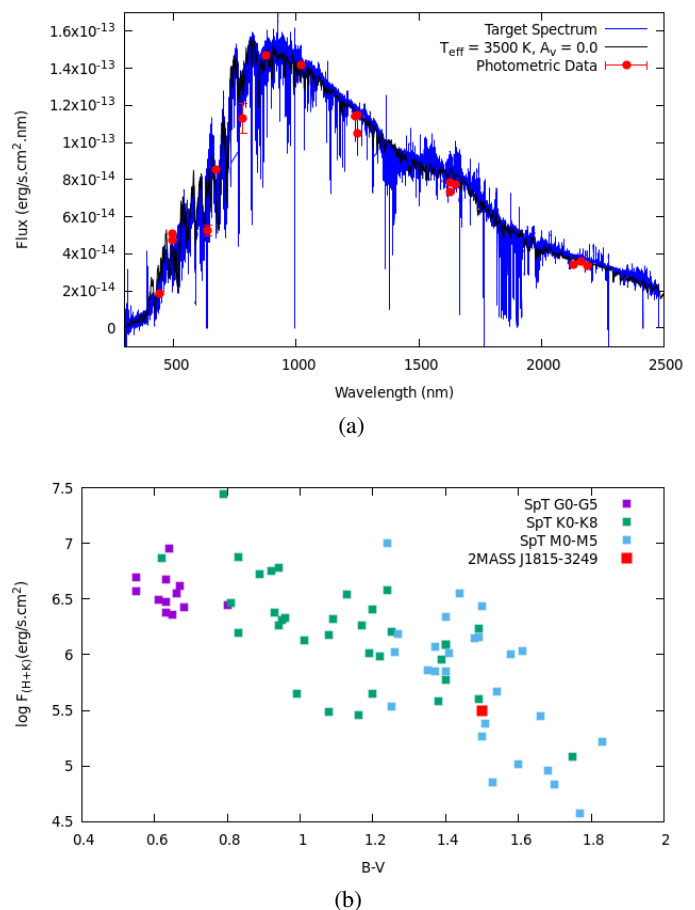 1.6x10⁻¹³
1.4x10⁻¹³
1.2x10⁻¹³
1x10⁻¹³
8x10⁻¹⁴
6x10⁻¹⁴
4x10⁻¹⁴
2x10⁻¹⁴
0
Flux (erg/s.cm².nm)
Target Spectrum
T_eff = 3500 K, A_v = 0.0
Photometric Data
500 1000 1500 2000 2500
Wavelength (nm)
(a)
7.5
7
6.5
6
5.5
5
4.5
log F_(H+K)(erg/s.cm²)
SpT G0-G5
SpT K0-K8
SpT M0-M5
2MASS J1815-3249
0.4 0.6 0.8 1 1.2 1.4 1.6 1.8 2
B-V
(b)